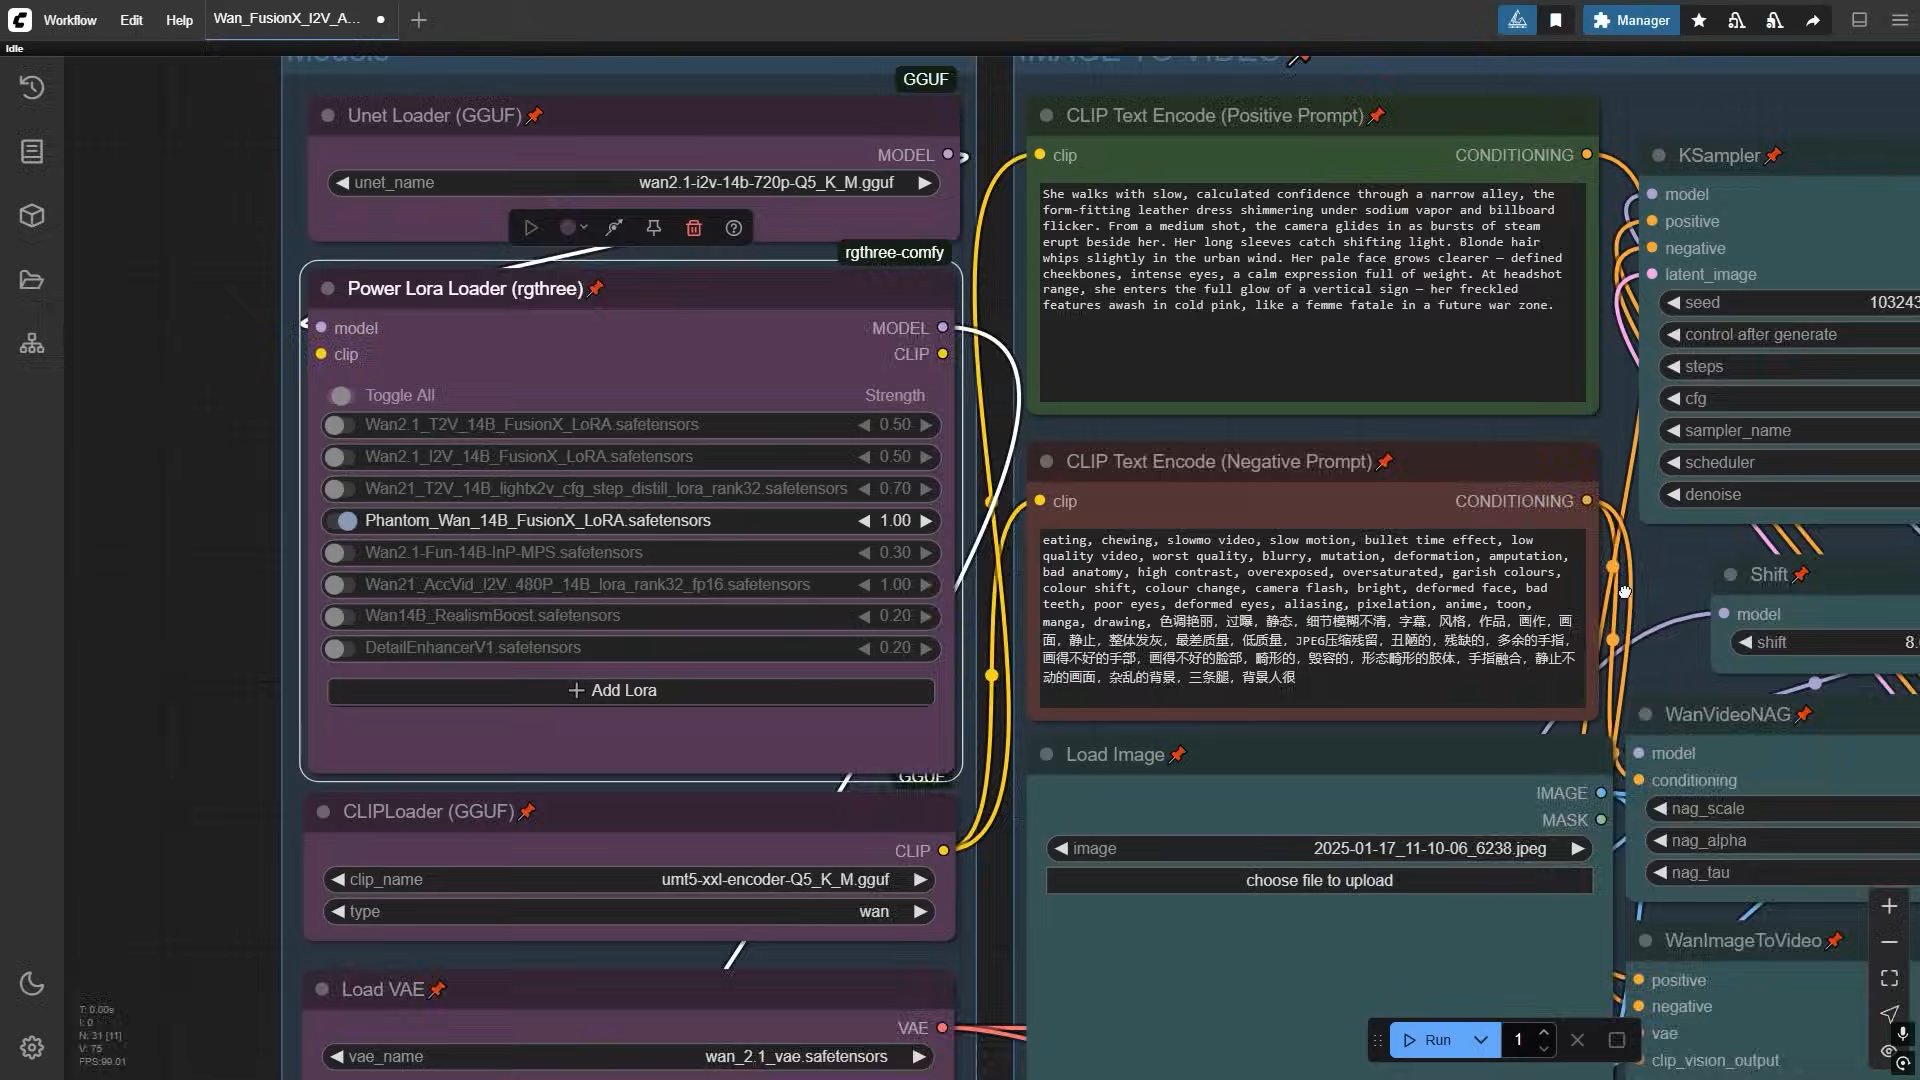 Workflow
Edit
Help
Wan_FusionX_I2V_A...
Manager
Idle
GGUF
Unet Loader (GGUF)
MODEL
unet_name
wan2.1-i2v-14b-720p-Q5_K_M.gguf
rgthree-comfy
Power Lora Loader (rgthree)
model
MODEL
clip
CLIP
Toggle All
Strength
Wan2.1_T2V_14B_FusionX_LoRA.safetensors
0.50
Wan2.1_I2V_14B_FusionX_LoRA.safetensors
0.50
Wan21_T2V_14B_lightx2v_cfg_step_distill_lora_rank32.safetensors
0.70
Phantom_Wan_14B_FusionX_LoRA.safetensors
1.00
Wan2.1-Fun-14B-InP-MPS.safetensors
0.30
Wan21_AccVid_I2V_480P_14B_lora_rank32_fp16.safetensors
1.00
Wan14B_RealismBoost.safetensors
0.20
DetailEnhancerV1.safetensors
0.20
Add Lora
GGUF
CLIPLoader (GGUF)
CLIP
clip_name
umt5-xxl-encoder-Q5_K_M.gguf
type
wan
Load VAE
VAE
vae_name
wan_2.1_vae.safetensors
IMAGE TO VIDEO
CLIP Text Encode (Positive Prompt)
clip
CONDITIONING
She walks with slow, calculated confidence through a narrow alley, the
form-fitting leather dress shimmering under sodium vapor and billboard
flicker. From a medium shot, the camera glides in as bursts of steam
erupt beside her. Her long sleeves catch shifting light. Blonde hair
whips slightly in the urban wind. Her pale face grows clearer — defined
cheekbones, intense eyes, a calm expression full of weight. At headshot
range, she enters the full glow of a vertical sign — her freckled
features awash in cold pink, like a femme fatale in a future war zone.
CLIP Text Encode (Negative Prompt)
clip
CONDITIONING
eating, chewing, slowmo video, slow motion, bullet time effect, low
quality video, worst quality, blurry, mutation, deformation, amputation,
bad anatomy, high contrast, overexposed, oversaturated, garish colours,
colour shift, colour change, camera flash, bright, deformed face, bad
teeth, poor eyes, deformed eyes, aliasing, pixelation, anime, toon,
manga, drawing, 色调艳丽, 过曝, 静态, 细节模糊不清, 字幕, 风格, 作品, 画作, 画
面, 静止, 整体发灰, 最差质量, 低质量, JPEG压缩残留, 丑陋的, 残缺的, 多余的手指,
画得不好的手部, 画得不好的脸部, 畸形的, 毁容的, 形态畸形的肢体, 手指融合, 静止不
动的画面, 杂乱的背景, 三条腿, 背景人很
Load Image
IMAGE
MASK
image
2025-01-17_11-10-06_6238.jpeg
choose file to upload
KSampler
model
positive
negative
latent_image
seed
103243
control after generate
steps
cfg
sampler_name
scheduler
denoise
Shift
model
shift
8.
WanVideoNAG
model
conditioning
nag_scale
nag_alpha
nag_tau
WanImageToVideo
positive
negative
vae
clip_vision_output
Run
1
T: 0.00s
I: 0
N: 31 [11]
V: 75
FPS:99.01